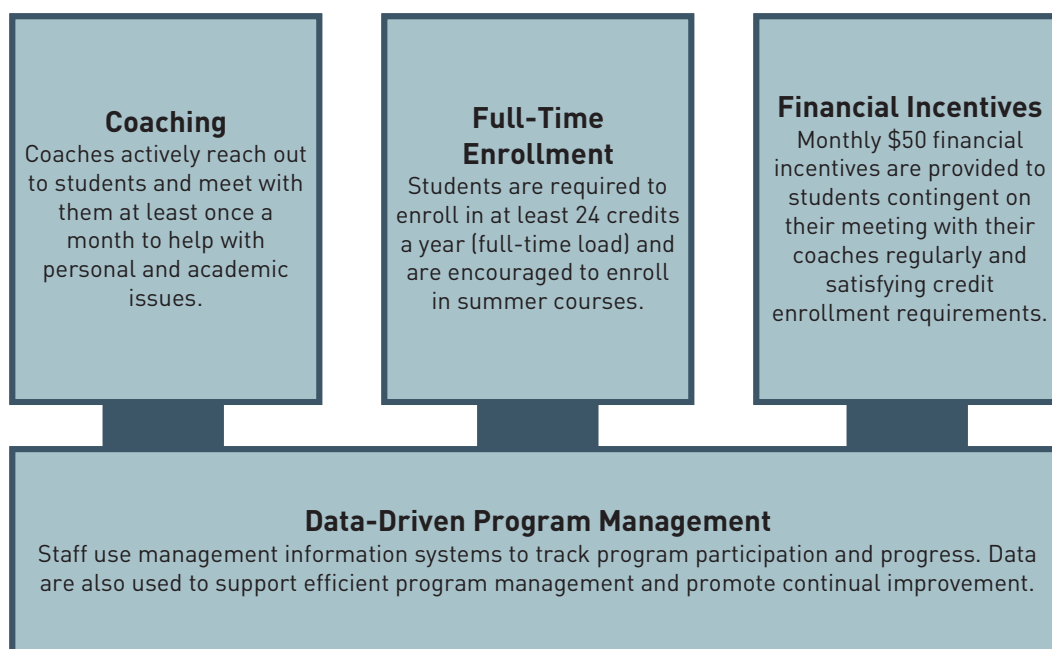 Coaching
Coaches actively reach out
to students and meet with
them at least once a
month to help with
personal and academic
issues.
Full-Time
Enrollment
Students are required to
enroll in at least 24 credits
a year (full-time load) and
are encouraged to enroll
in summer courses.
Financial Incentives
Monthly $50 financial
incentives are provided to
students contingent on
their meeting with their
coaches regularly and
satisfying credit
enrollment requirements.
Data-Driven Program Management
Staff use management information systems to track program participation and progress. Data
are also used to support efficient program management and promote continual improvement.